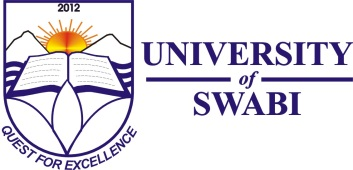 2012
QUEST FOR EXCELLENCE
UNIVERSITY
of
SWABI